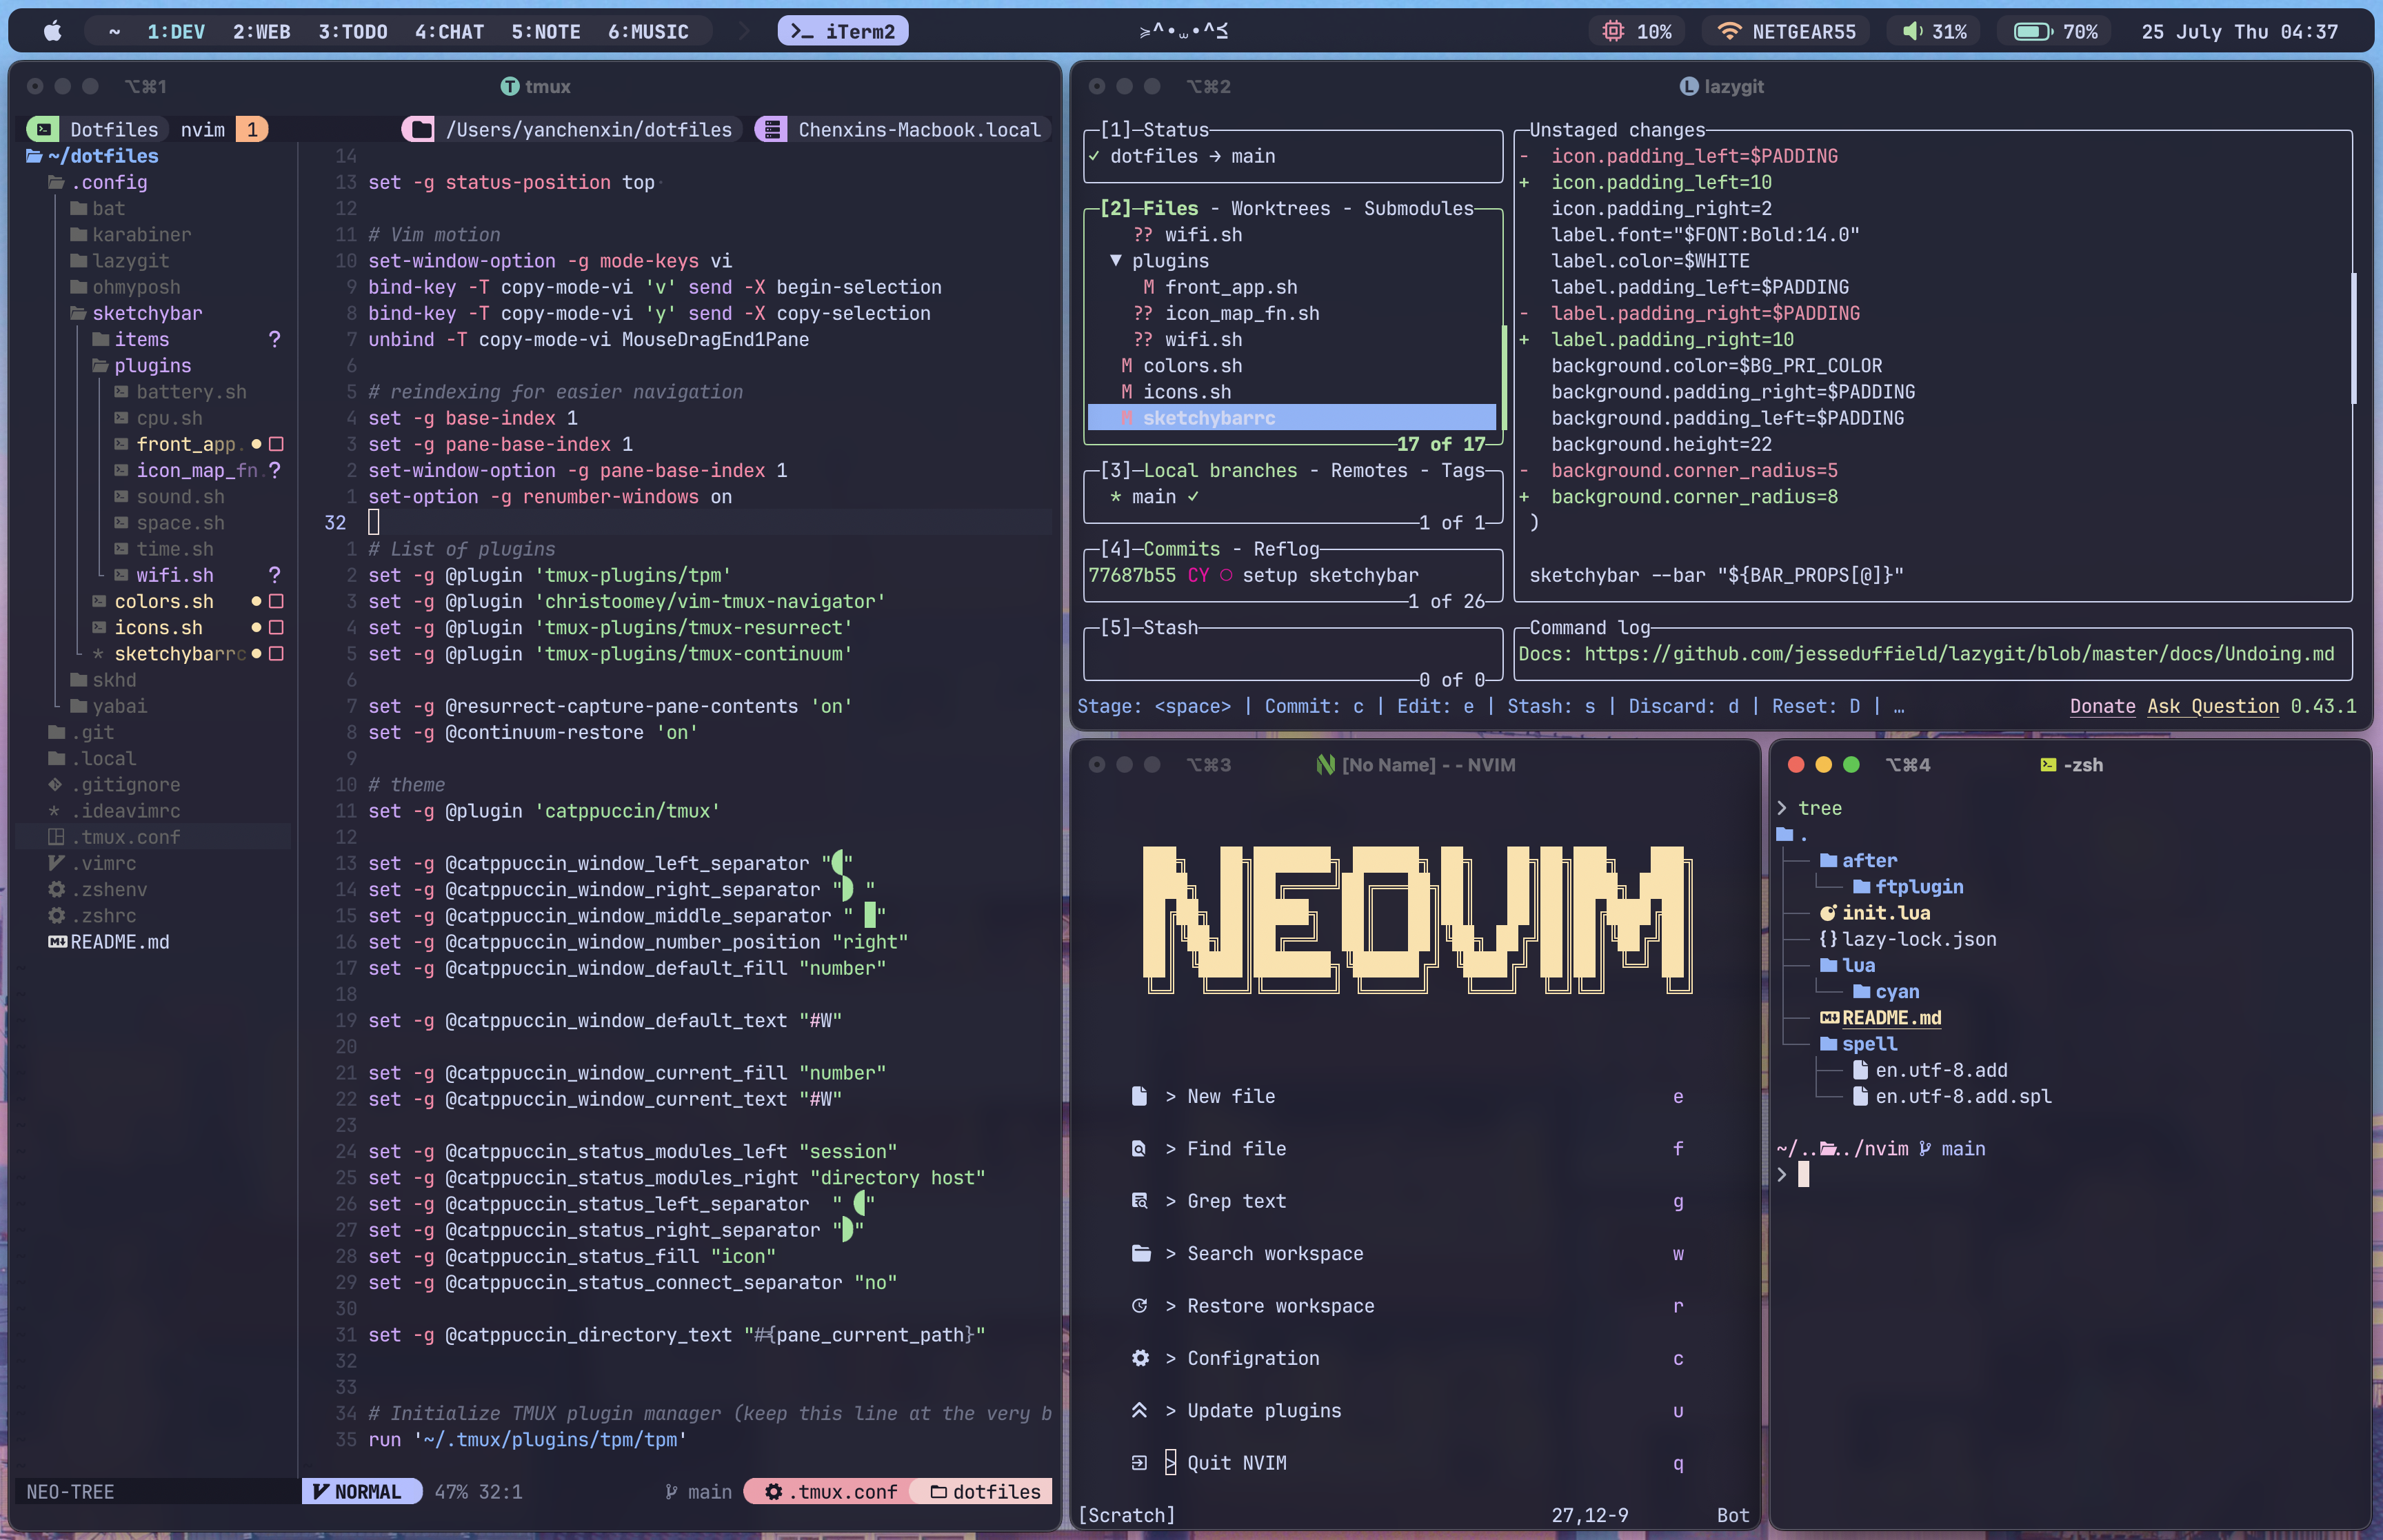 ~ 1:DEV 2:WEB 3:TODO 4:CHAT 5:NOTE 6:MUSIC >_ iTerm2 ⩾^•⩊•^⩽ 10% NETGEAR55 31% 70% 25 July Thu 04:37
⌥⌘1 T tmux
Dotfiles nvim 1 /Users/yanchenxin/dotfiles Chenxins-Macbook.local
~/dotfiles
.config
bat
karabiner
lazygit
ohmyposh
sketchybar
items ?
plugins
battery.sh
cpu.sh
front_app.
icon_map_fn. ?
sound.sh
space.sh
time.sh
wifi.sh ?
colors.sh
icons.sh
sketchybarrc
skhd
yabai
.git
.local
.gitignore
.ideavimrc
.tmux.conf
.vimrc
.zshenv
.zshrc
README.md
NEO-TREE
14
13 set -g status-position top
12
11 # Vim motion
10 set-window-option -g mode-keys vi
9 bind-key -T copy-mode-vi 'v' send -X begin-selection
8 bind-key -T copy-mode-vi 'y' send -X copy-selection
7 unbind -T copy-mode-vi MouseDragEnd1Pane
6
5 # reindexing for easier navigation
4 set -g base-index 1
3 set -g pane-base-index 1
2 set-window-option -g pane-base-index 1
1 set-option -g renumber-windows on
32
1 # List of plugins
2 set -g @plugin 'tmux-plugins/tpm'
3 set -g @plugin 'christoomey/vim-tmux-navigator'
4 set -g @plugin 'tmux-plugins/tmux-resurrect'
5 set -g @plugin 'tmux-plugins/tmux-continuum'
6
7 set -g @resurrect-capture-pane-contents 'on'
8 set -g @continuum-restore 'on'
9
10 # theme
11 set -g @plugin 'catppuccin/tmux'
12
13 set -g @catppuccin_window_left_separator ""
14 set -g @catppuccin_window_right_separator " "
15 set -g @catppuccin_window_middle_separator " █"
16 set -g @catppuccin_window_number_position "right"
17 set -g @catppuccin_window_default_fill "number"
18
19 set -g @catppuccin_window_default_text "#W"
20
21 set -g @catppuccin_window_current_fill "number"
22 set -g @catppuccin_window_current_text "#W"
23
24 set -g @catppuccin_status_modules_left "session"
25 set -g @catppuccin_status_modules_right "directory host"
26 set -g @catppuccin_status_left_separator " "
27 set -g @catppuccin_status_right_separator ""
28 set -g @catppuccin_status_fill "icon"
29 set -g @catppuccin_status_connect_separator "no"
30
31 set -g @catppuccin_directory_text "#{pane_current_path}"
32
33
34 # Initialize TMUX plugin manager (keep this line at the very b
35 run '~/.tmux/plugins/tpm/tpm'
NORMAL 47% 32:1 main .tmux.conf dotfiles
⌥⌘2 L lazygit
[1]─Status
✓ dotfiles → main
[2]─Files - Worktrees - Submodules
?? wifi.sh
▼ plugins
M front_app.sh
?? icon_map_fn.sh
?? wifi.sh
M colors.sh
M icons.sh
M sketchybarrc
17 of 17
[3]─Local branches - Remotes - Tags
* main ✓
1 of 1
[4]─Commits - Reflog
77687b55 CY ○ setup sketchybar
1 of 26
[5]─Stash
0 of 0
Unstaged changes
- icon.padding_left=$PADDING
+ icon.padding_left=10
icon.padding_right=2
label.font="$FONT:Bold:14.0"
label.color=$WHITE
label.padding_left=$PADDING
- label.padding_right=$PADDING
+ label.padding_right=10
background.color=$BG_PRI_COLOR
background.padding_right=$PADDING
background.padding_left=$PADDING
background.height=22
- background.corner_radius=5
+ background.corner_radius=8
)
sketchybar --bar "${BAR_PROPS[@]}"
Command log
Docs: https://github.com/jesseduffield/lazygit/blob/master/docs/Undoing.md
Stage: <space> | Commit: c | Edit: e | Stash: s | Discard: d | Reset: D | … Donate Ask Question 0.43.1
⌥⌘3 [No Name] - - NVIM
NEOVIM
> New file e
> Find file f
> Grep text g
> Search workspace w
> Restore workspace r
> Configration c
> Update plugins u
> Quit NVIM q
[Scratch] 27,12-9 Bot
⌥⌘4 -zsh
❯ tree
.
after
ftplugin
init.lua
{} lazy-lock.json
lua
cyan
README.md
spell
en.utf-8.add
en.utf-8.add.spl
~/../../nvim main
❯